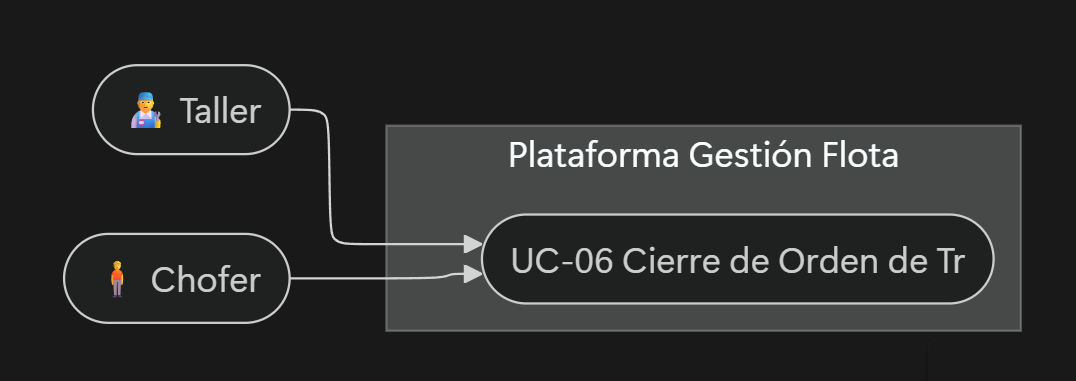 Taller
Plataforma Gestión Flota
UC-06 Cierre de Orden de Tr
Chofer